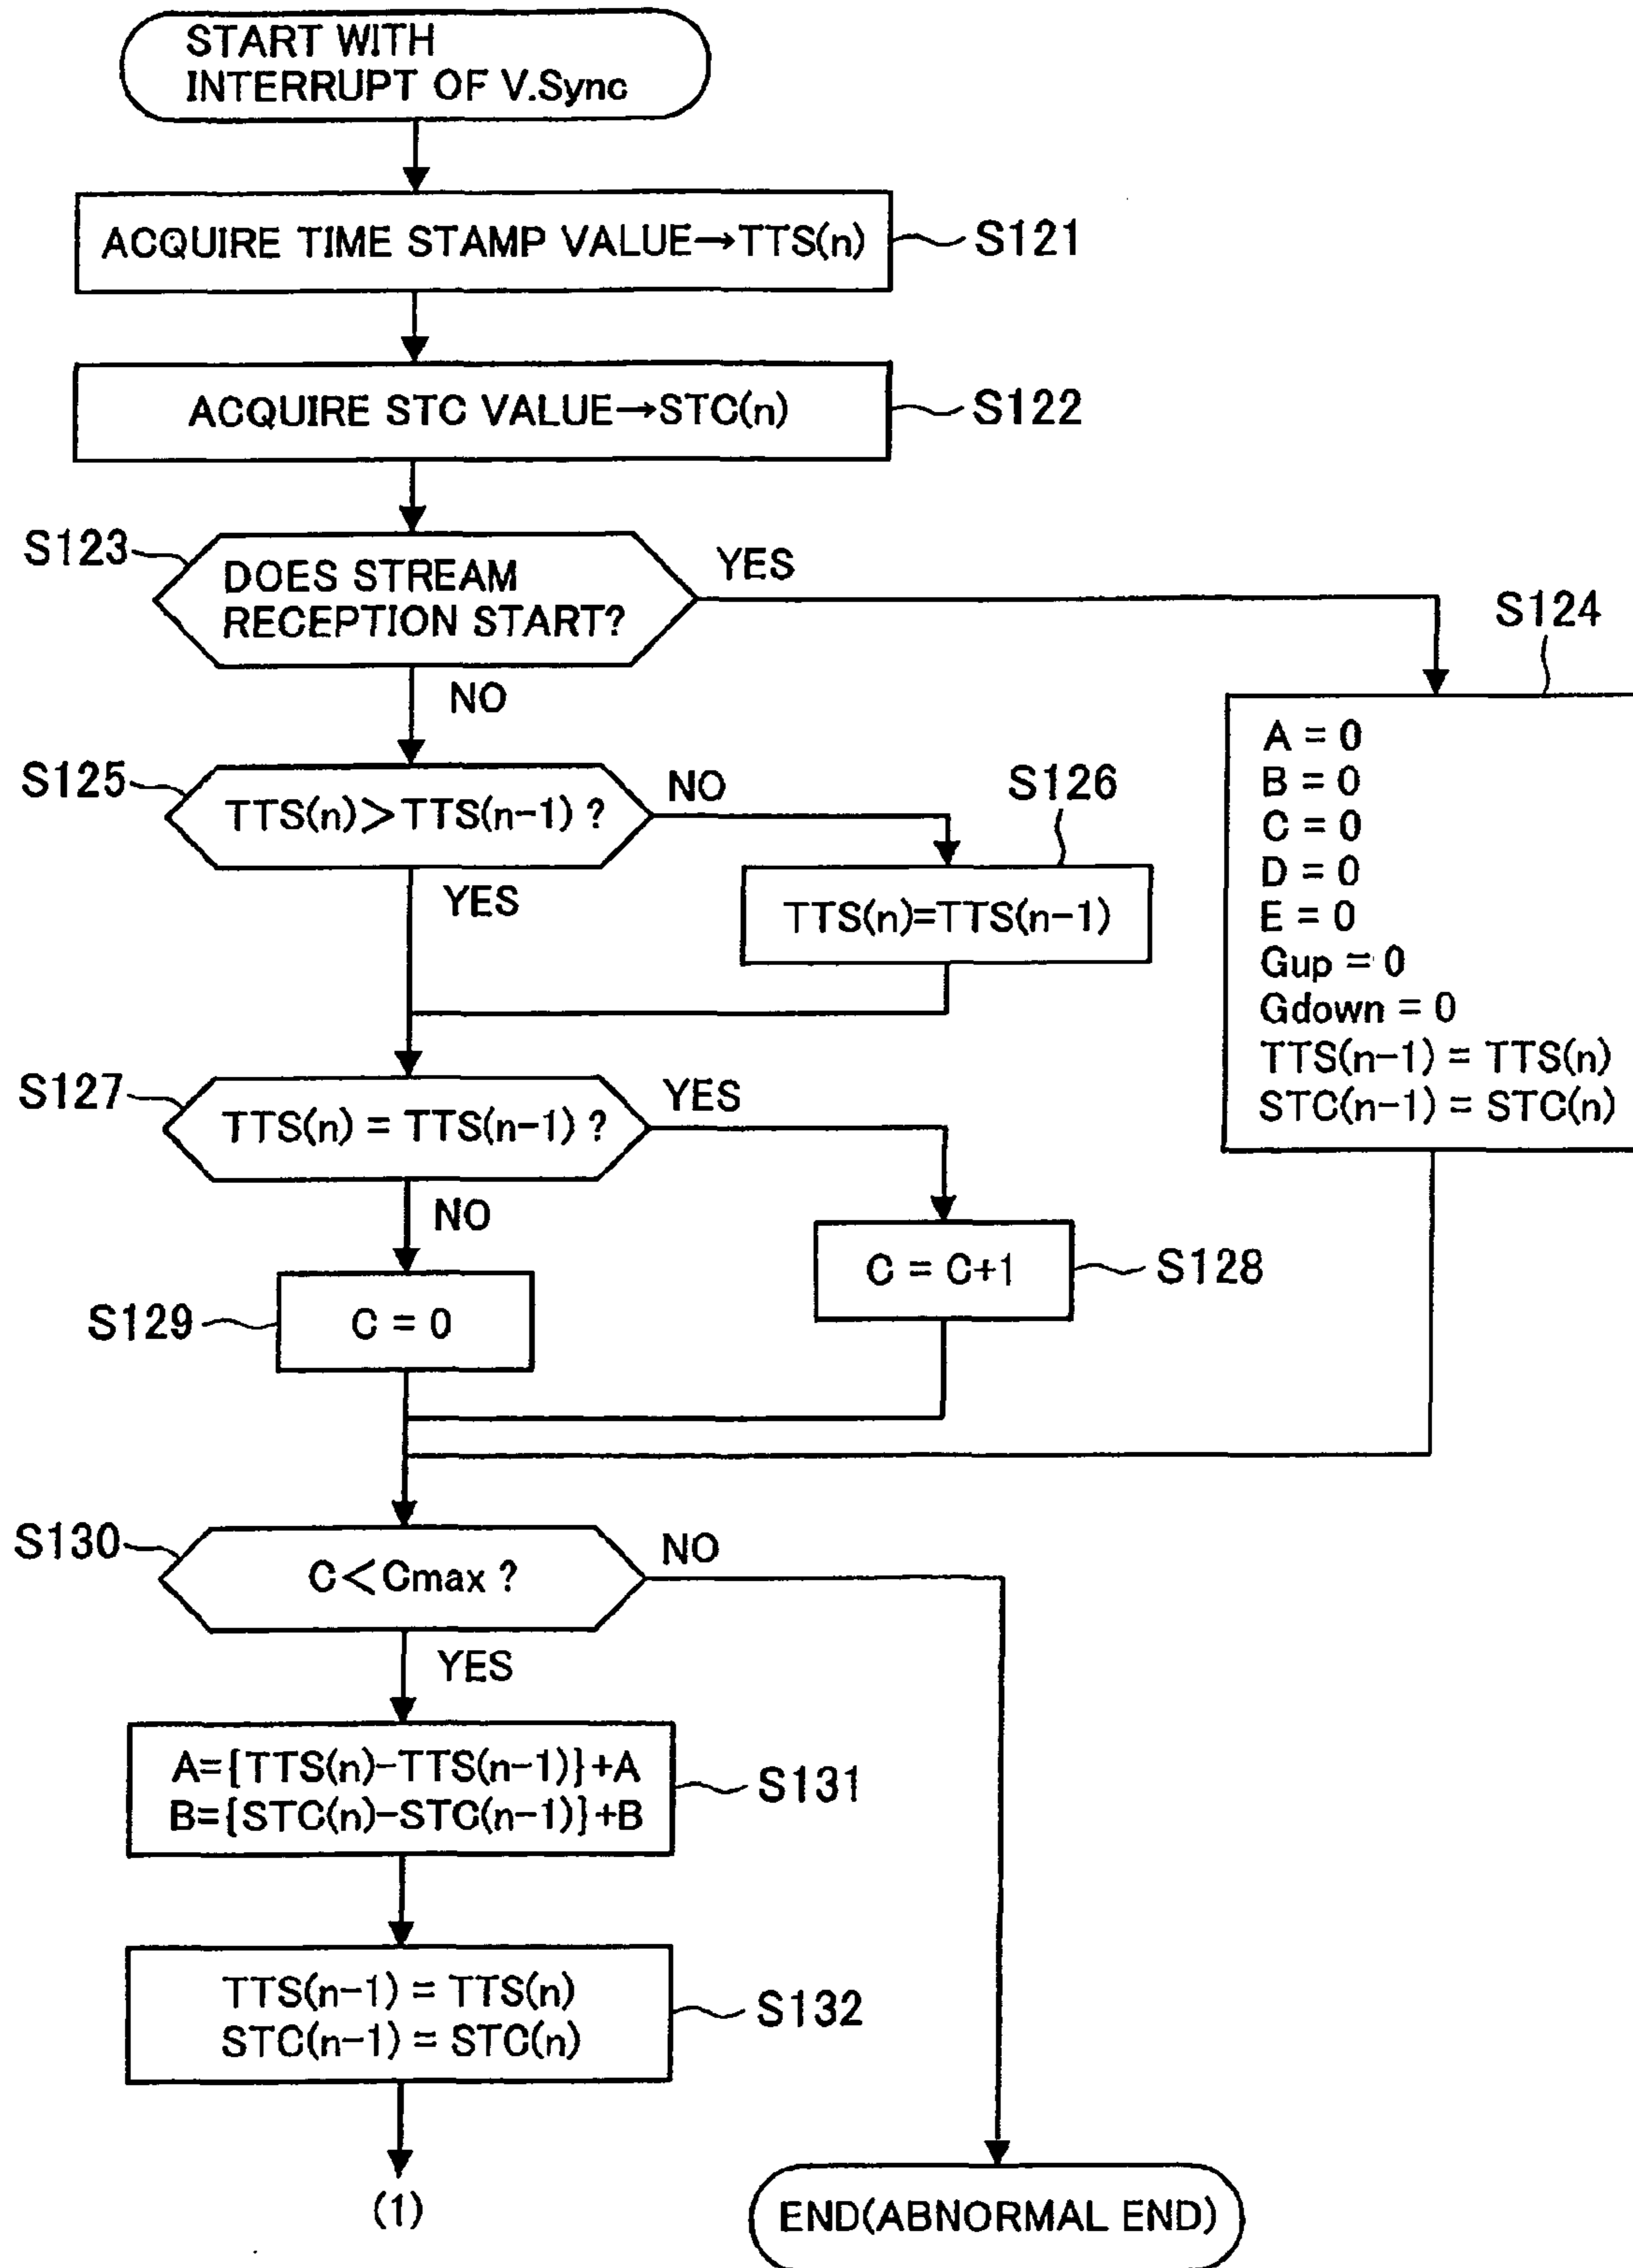 START WITH
INTERRUPT OF V.Sync
ACQUIRE TIME STAMP VALUE→TTS(n)
S121
ACQUIRE STC VALUE→STC(n)
S122
S123
DOES STREAM
RECEPTION START?
YES
NO
S124
A = 0
B = 0
C = 0
D = 0
E = 0
Gup = 0
Gdown = 0
TTS(n-1) = TTS(n)
STC(n-1) = STC(n)
S125
TTS(n)>TTS(n-1) ?
NO
YES
S126
TTS(n)=TTS(n-1)
S127
TTS(n) = TTS(n-1) ?
YES
NO
C = C+1
S128
S129
C = 0
S130
C<Cmax ?
NO
YES
A={TTS(n)-TTS(n-1)}+A
B={STC(n)-STC(n-1)}+B
S131
TTS(n-1) = TTS(n)
STC(n-1) = STC(n)
S132
(1)
END(ABNORMAL END)